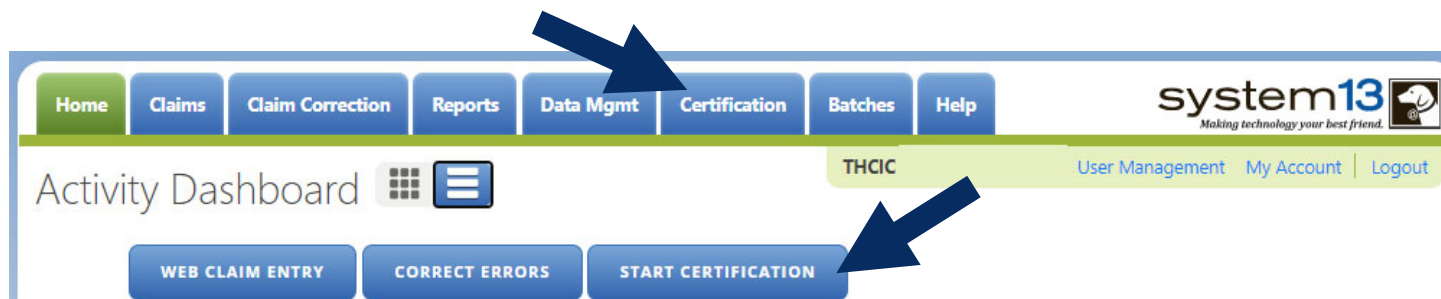 Home Claims Claim Correction Reports Data Mgmt Certification Batches Help system13
Making technology your best friend.
THCIC User Management My Account Logout
Activity Dashboard
WEB CLAIM ENTRY CORRECT ERRORS START CERTIFICATION